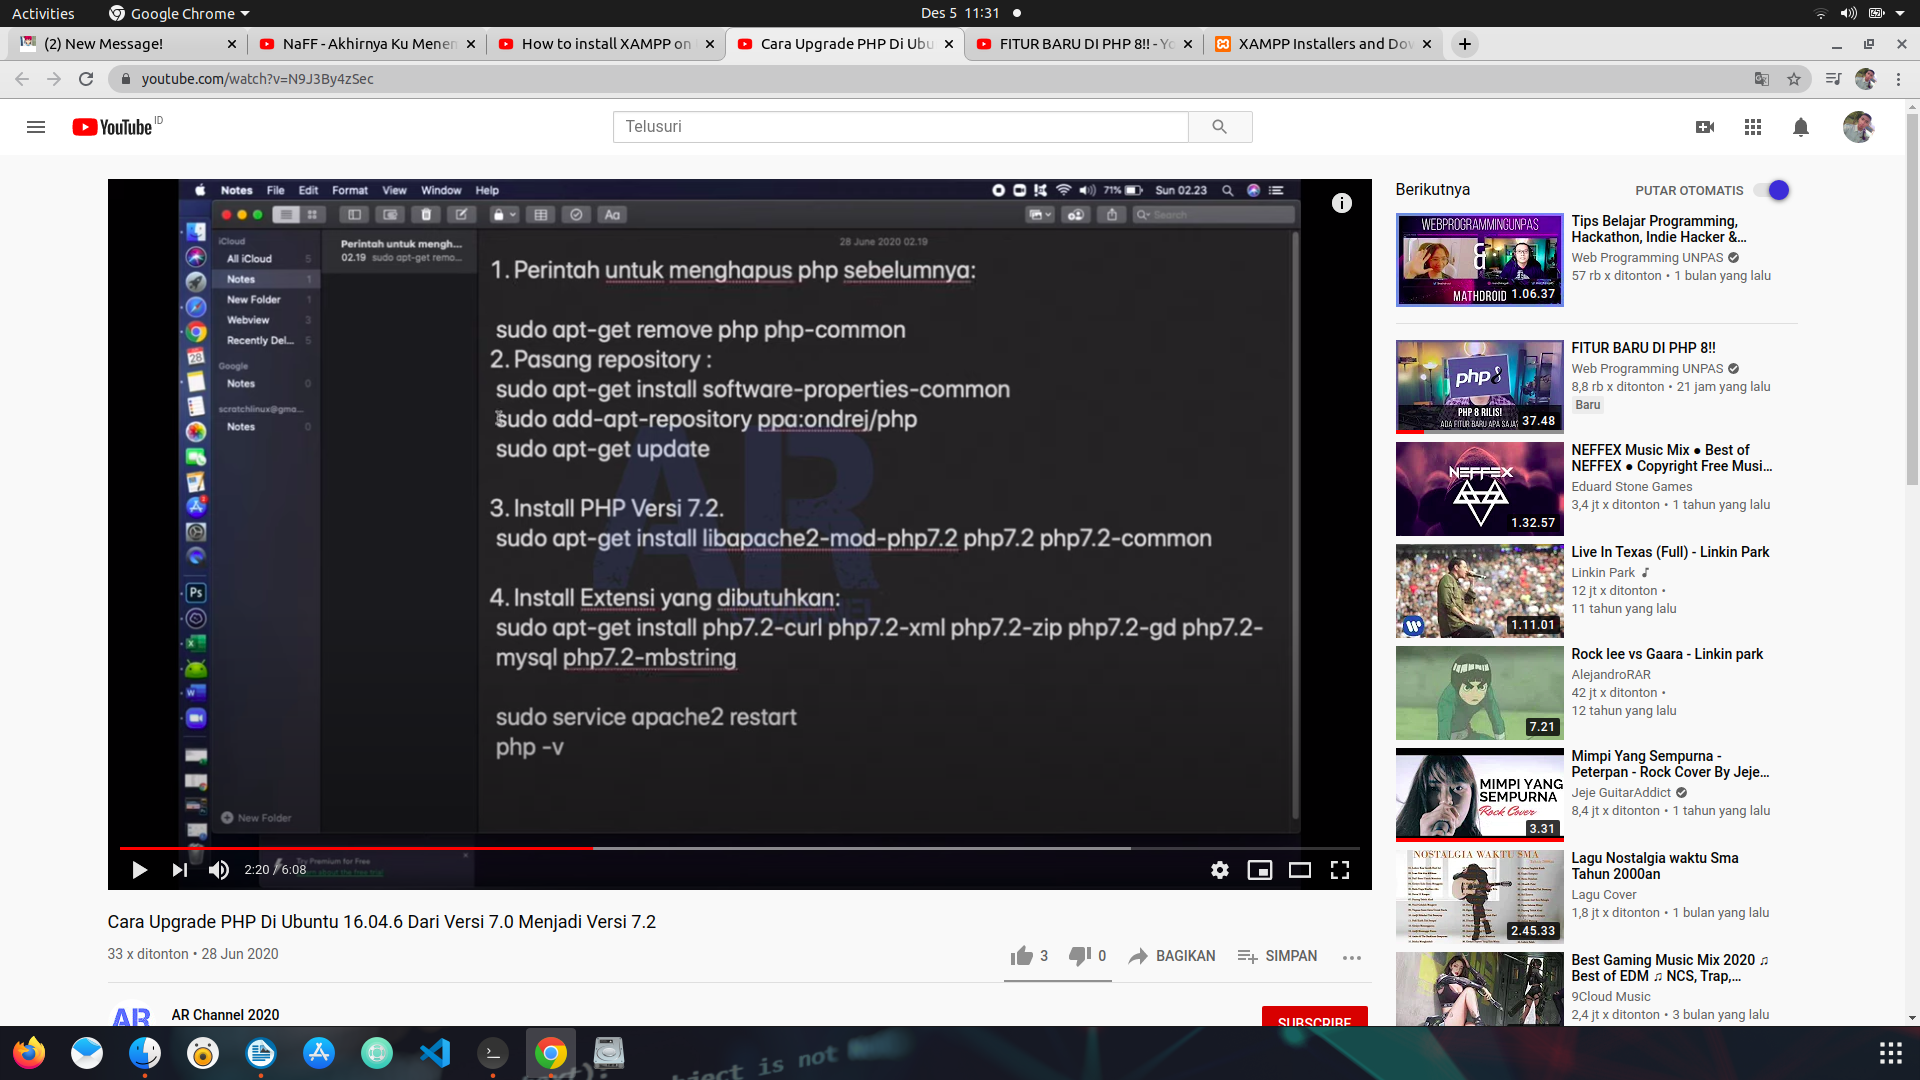 Activities
Google Chrome
Des 5 11:31
(2) New Message!
NaFF - Akhirnya Ku Menem
How to install XAMPP on
Cara Upgrade PHP Di Ubu
FITUR BARU DI PHP 8!! - Yo
XAMPP Installers and Dow
youtube.com/watch?v=N9J3By4zSec
YouTube ID
Telusuri
Notes File Edit Format View Window Help
71% Sun 02.23
Aa
Search
iCloud
All iCloud 5
Notes 1
New Folder 1
Webview 3
Recently Del... 5
Google
Notes 0
scratchlinux@gma...
Notes 0
New Folder
Perintah untuk mengh...
02.19 sudo apt-get remo...
28 June 2020 02.19
1. Perintah untuk menghapus php sebelumnya:
sudo apt-get remove php php-common
2. Pasang repository :
sudo apt-get install software-properties-common
sudo add-apt-repository ppa:ondrej/php
sudo apt-get update
3. Install PHP Versi 7.2.
sudo apt-get install libapache2-mod-php7.2 php7.2 php7.2-common
4. Install Extensi yang dibutuhkan:
sudo apt-get install php7.2-curl php7.2-xml php7.2-zip php7.2-gd php7.2-
mysql php7.2-mbstring
sudo service apache2 restart
php -v
AR
Try Premium for Free
2:20 / 6:08
Cara Upgrade PHP Di Ubuntu 16.04.6 Dari Versi 7.0 Menjadi Versi 7.2
33 x ditonton • 28 Jun 2020
3 0 BAGIKAN SIMPAN
AR
AR Channel 2020
SUBSCRIBE
Berikutnya
PUTAR OTOMATIS
WEBPROGRAMMINGUNPAS
&
MATHDROID
1.06.37
Tips Belajar Programming,
Hackathon, Indie Hacker &...
Web Programming UNPAS
57 rb x ditonton • 1 bulan yang lalu
php 8
PHP 8 RILIS!
ADA FITUR BARU APA SAJA?
37.48
FITUR BARU DI PHP 8!!
Web Programming UNPAS
8,8 rb x ditonton • 21 jam yang lalu
Baru
NEFFEX
1.32.57
NEFFEX Music Mix ● Best of
NEFFEX ● Copyright Free Musi...
Eduard Stone Games
3,4 jt x ditonton • 1 tahun yang lalu
1.11.01
Live In Texas (Full) - Linkin Park
Linkin Park
12 jt x ditonton •
11 tahun yang lalu
7.21
Rock lee vs Gaara - Linkin park
AlejandroRAR
42 jt x ditonton •
12 tahun yang lalu
MIMPI YANG
SEMPURNA
Rock Cover
3.31
Mimpi Yang Sempurna -
Peterpan - Rock Cover By Jeje...
Jeje GuitarAddict
8,4 jt x ditonton • 1 tahun yang lalu
NOSTALGIA WAKTU SMA
2.45.33
Lagu Nostalgia waktu Sma
Tahun 2000an
Lagu Cover
1,8 jt x ditonton • 1 bulan yang lalu
Best Gaming Music Mix 2020 ♫
Best of EDM ♫ NCS, Trap,...
9Cloud Music
2,4 jt x ditonton • 3 bulan yang lalu